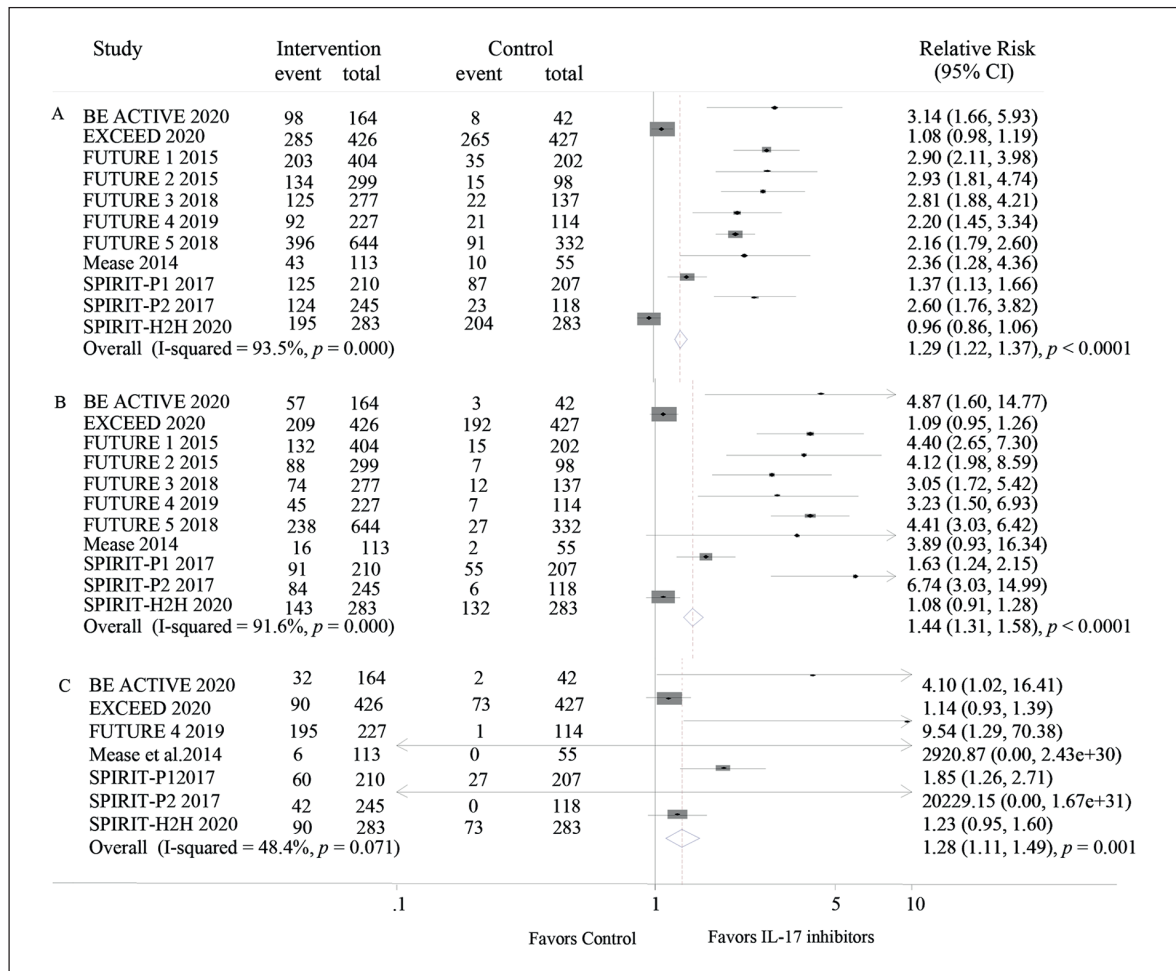 Study Intervention Control Relative Risk
event total event total (95% CI)
A BE ACTIVE 2020 98 164 8 42 3.14 (1.66, 5.93)
EXCEED 2020 285 426 265 427 1.08 (0.98, 1.19)
FUTURE 1 2015 203 404 35 202 2.90 (2.11, 3.98)
FUTURE 2 2015 134 299 15 98 2.93 (1.81, 4.74)
FUTURE 3 2018 125 277 22 137 2.81 (1.88, 4.21)
FUTURE 4 2019 92 227 21 114 2.20 (1.45, 3.34)
FUTURE 5 2018 396 644 91 332 2.16 (1.79, 2.60)
Mease 2014 43 113 10 55 2.36 (1.28, 4.36)
SPIRIT-P1 2017 125 210 87 207 1.37 (1.13, 1.66)
SPIRIT-P2 2017 124 245 23 118 2.60 (1.76, 3.82)
SPIRIT-H2H 2020 195 283 204 283 0.96 (0.86, 1.06)
Overall (I-squared = 93.5%, p = 0.000) 1.29 (1.22, 1.37), p < 0.0001
B BE ACTIVE 2020 57 164 3 42 4.87 (1.60, 14.77)
EXCEED 2020 209 426 192 427 1.09 (0.95, 1.26)
FUTURE 1 2015 132 404 15 202 4.40 (2.65, 7.30)
FUTURE 2 2015 88 299 7 98 4.12 (1.98, 8.59)
FUTURE 3 2018 74 277 12 137 3.05 (1.72, 5.42)
FUTURE 4 2019 45 227 7 114 3.23 (1.50, 6.93)
FUTURE 5 2018 238 644 27 332 4.41 (3.03, 6.42)
Mease 2014 16 113 2 55 3.89 (0.93, 16.34)
SPIRIT-P1 2017 91 210 55 207 1.63 (1.24, 2.15)
SPIRIT-P2 2017 84 245 6 118 6.74 (3.03, 14.99)
SPIRIT-H2H 2020 143 283 132 283 1.08 (0.91, 1.28)
Overall (I-squared = 91.6%, p = 0.000) 1.44 (1.31, 1.58), p < 0.0001
C BE ACTIVE 2020 32 164 2 42 4.10 (1.02, 16.41)
EXCEED 2020 90 426 73 427 1.14 (0.93, 1.39)
FUTURE 4 2019 195 227 1 114 9.54 (1.29, 70.38)
Mease et al.2014 6 113 0 55 2920.87 (0.00, 2.43e+30)
SPIRIT-P12017 60 210 27 207 1.85 (1.26, 2.71)
SPIRIT-P2 2017 42 245 0 118 20229.15 (0.00, 1.67e+31)
SPIRIT-H2H 2020 90 283 73 283 1.23 (0.95, 1.60)
Overall (I-squared = 48.4%, p = 0.071) 1.28 (1.11, 1.49), p = 0.001
.1 1 5 10
Favors Control Favors IL-17 inhibitors